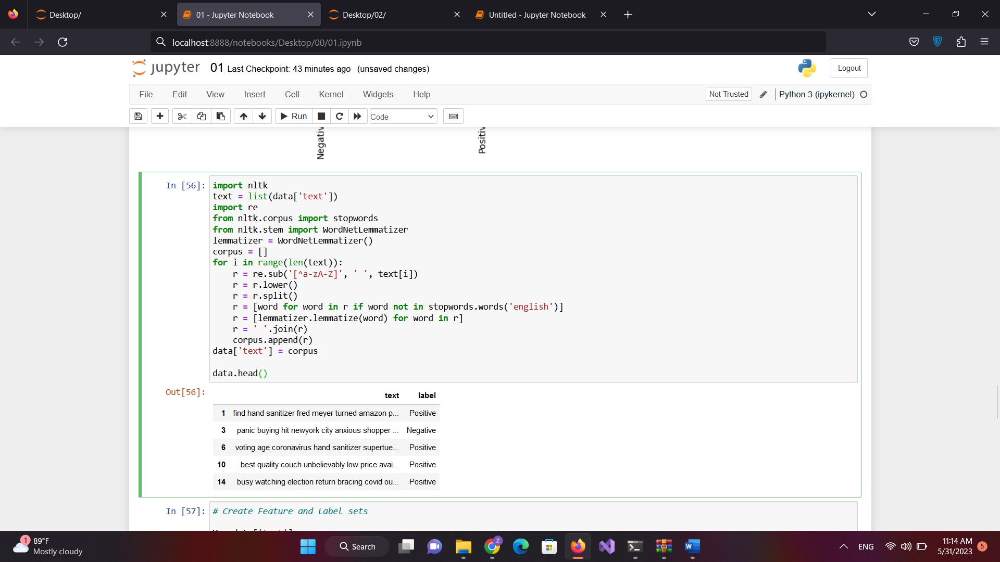 Desktop/
01 - Jupyter Notebook
Desktop/02/
Untitled - Jupyter Notebook
localhost:8888/notebooks/Desktop/00/01.ipynb
jupyter 01 Last Checkpoint: 43 minutes ago (unsaved changes)
Logout
File Edit View Insert Cell Kernel Widgets Help
Not Trusted
Python 3 (ipykernel)
Run
Code
In [56]:
import nltk
text = list(data['text'])
import re
from nltk.corpus import stopwords
from nltk.stem import WordNetLemmatizer
lemmatizer = WordNetLemmatizer()
corpus = []
for i in range(len(text)):
    r = re.sub('[^a-zA-Z]', ' ', text[i])
    r = r.lower()
    r = r.split()
    r = [word for word in r if word not in stopwords.words('english')]
    r = [lemmatizer.lemmatize(word) for word in r]
    r = ' '.join(r)
    corpus.append(r)
data['text'] = corpus
data.head()
Out[56]:
text label
1 find hand sanitizer fred meyer turned amazon p... Positive
3 panic buying hit newyork city anxious shopper ... Negative
6 voting age coronavirus hand sanitizer supertue... Positive
10 best quality couch unbelievably low price avai... Positive
14 busy watching election return bracing covid ou... Positive
In [57]:
# Create Feature and Label sets
1
89°F
Mostly cloudy
Search
Z
W
ENG
11:14 AM
5/31/2023
5